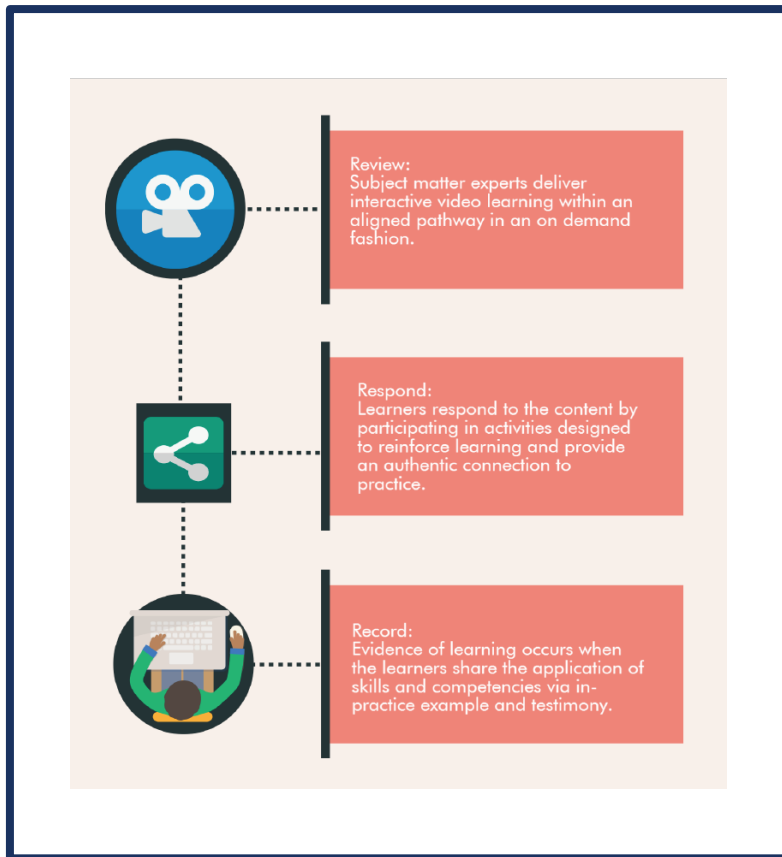 Review:
Subject matter experts deliver
interactive video learning within an
aligned pathway in an on demand
fashion.
Respond:
Learners respond to the content by
participating in activities designed
to reinforce learning and provide
an authentic connection to
practice.
Record:
Evidence of learning occurs when
the learners share the application of
skills and competencies via in-
practice example and testimony.